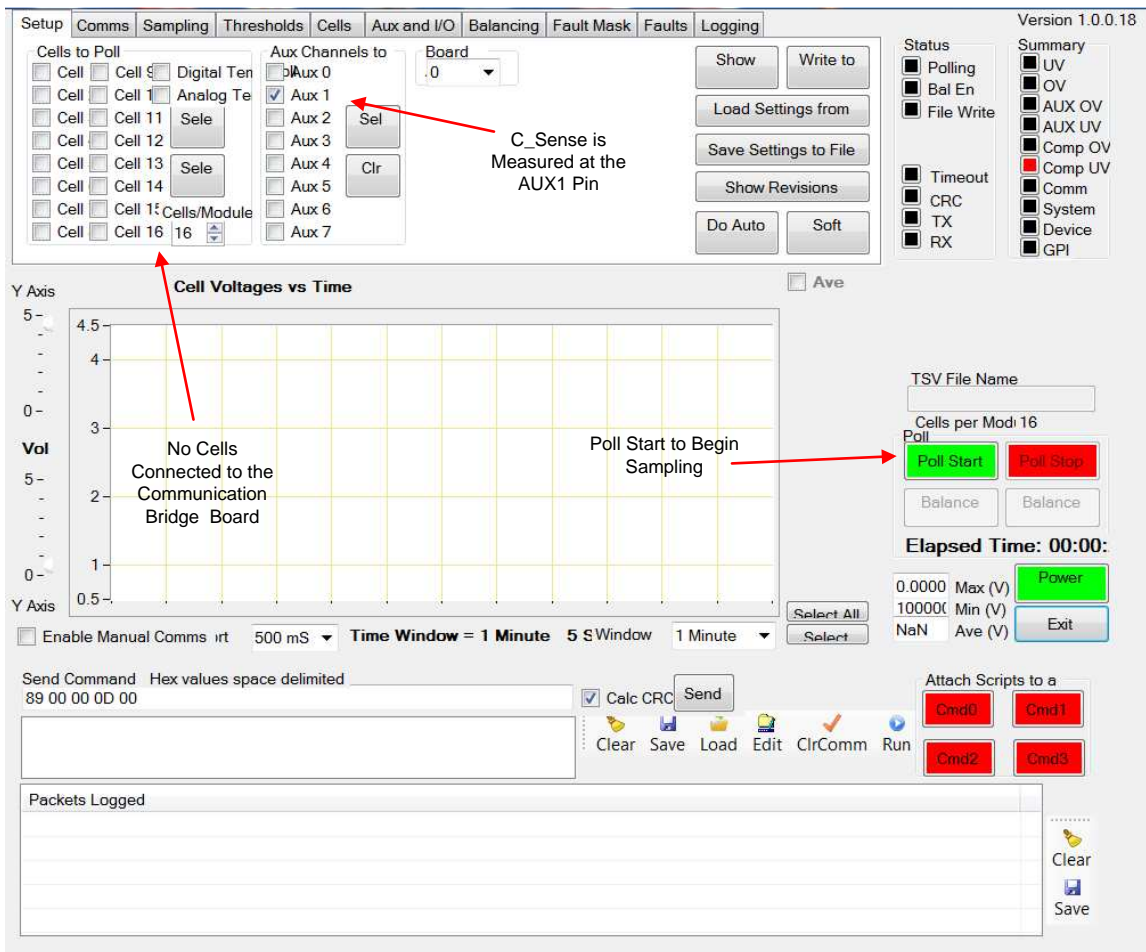 Setup Comms Sampling Thresholds Cells Aux and I/O Balancing Fault Mask Faults Logging
Version 1.0.0.18
Cells to Poll
Cell Cell 9 Digital Ten
Cell Cell 1 Analog Te
Cell Cell 11
Cell Cell 12
Cell Cell 13
Cell Cell 14
Cell Cell 15
Cell Cell 16
Sele
Sele
Cells/Module
16
Aux Channels to
Aux 0
Aux 1
Aux 2
Aux 3
Aux 4
Aux 5
Aux 6
Aux 7
Sel
Clr
Board
0
C_Sense is
Measured at the
AUX1 Pin
Show
Write to
Load Settings from
Save Settings to File
Show Revisions
Do Auto
Soft
Status
Polling
Bal En
File Write
Timeout
CRC
TX
RX
Summary
UV
OV
AUX OV
AUX UV
Comp OV
Comp UV
Comm
System
Device
GPI
Y Axis
Cell Voltages vs Time
Ave
5
0
Vol
5
0
Y Axis
4.5
4
3
2
1
0.5
No Cells
Connected to the
Communication
Bridge Board
Poll Start to Begin
Sampling
TSV File Name
Cells per Mod 16
Poll
Poll Start
Poll Stop
Balance
Balance
Elapsed Time: 00:00:
0.0000 Max (V)
10000 Min (V)
NaN Ave (V)
Power
Exit
Select All
Select
Enable Manual Comms
500 mS
Time Window = 1 Minute
5 S
Window
1 Minute
Send Command Hex values space delimited
89 00 00 0D 00
Calc CRC
Send
Clear Save Load Edit ClrComm Run
Attach Scripts to a
Cmd0
Cmd1
Cmd2
Cmd3
Packets Logged
Clear
Save